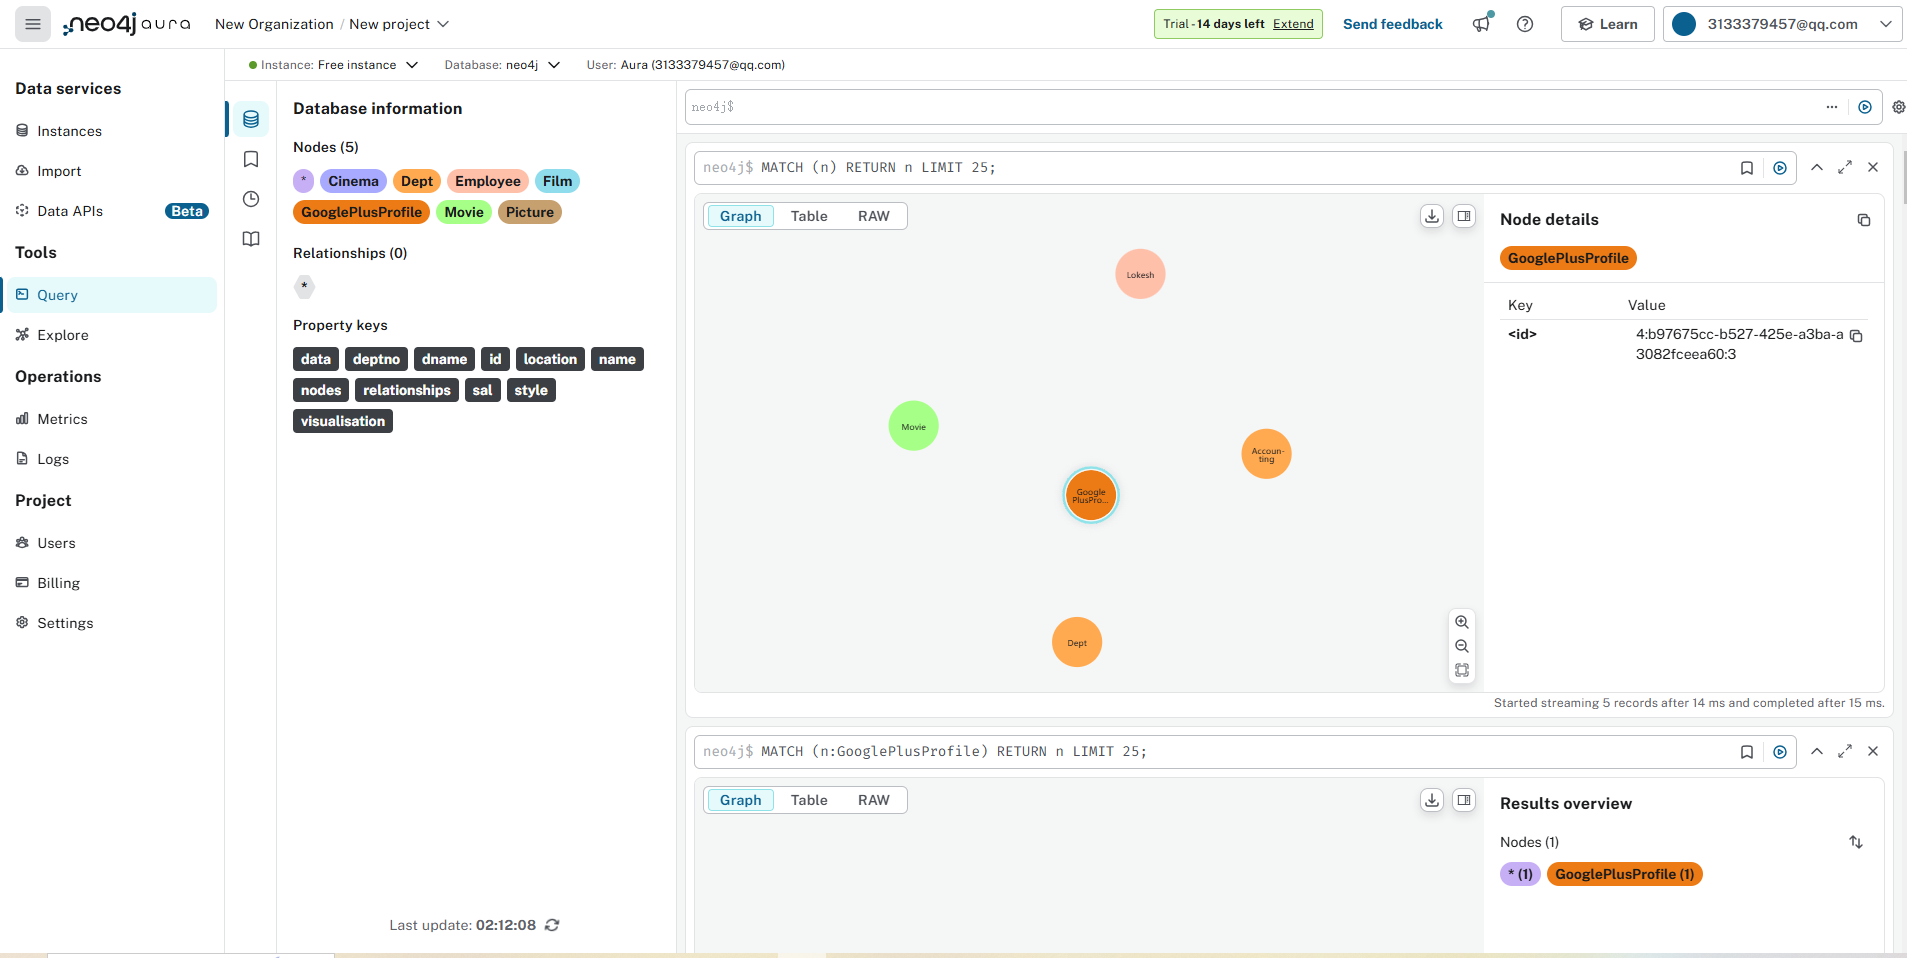 neo4j aura
New Organization / New project
Trial - 14 days left Extend
Send feedback
Learn
3133379457@qq.com
Instance: Free instance
Database: neo4j
User: Aura (3133379457@qq.com)
Data services
Instances
Import
Data APIs Beta
Tools
Query
Explore
Operations
Metrics
Logs
Project
Users
Billing
Settings
Database information
Nodes (5)
* Cinema Dept Employee Film
GooglePlusProfile Movie Picture
Relationships (0)
*
Property keys
data deptno dname id location name
nodes relationships sal style
visualisation
Last update: 02:12:08
neo4j$
neo4j$ MATCH (n) RETURN n LIMIT 25;
Graph Table RAW
Lokesh
Movie
Accoun-
ting
Google
PlusPro...
Dept
Node details
GooglePlusProfile
Key Value
<id> 4:b97675cc-b527-425e-a3ba-a
3082fceea60:3
Started streaming 5 records after 14 ms and completed after 15 ms.
neo4j$ MATCH (n:GooglePlusProfile) RETURN n LIMIT 25;
Graph Table RAW
Results overview
Nodes (1)
* (1) GooglePlusProfile (1)